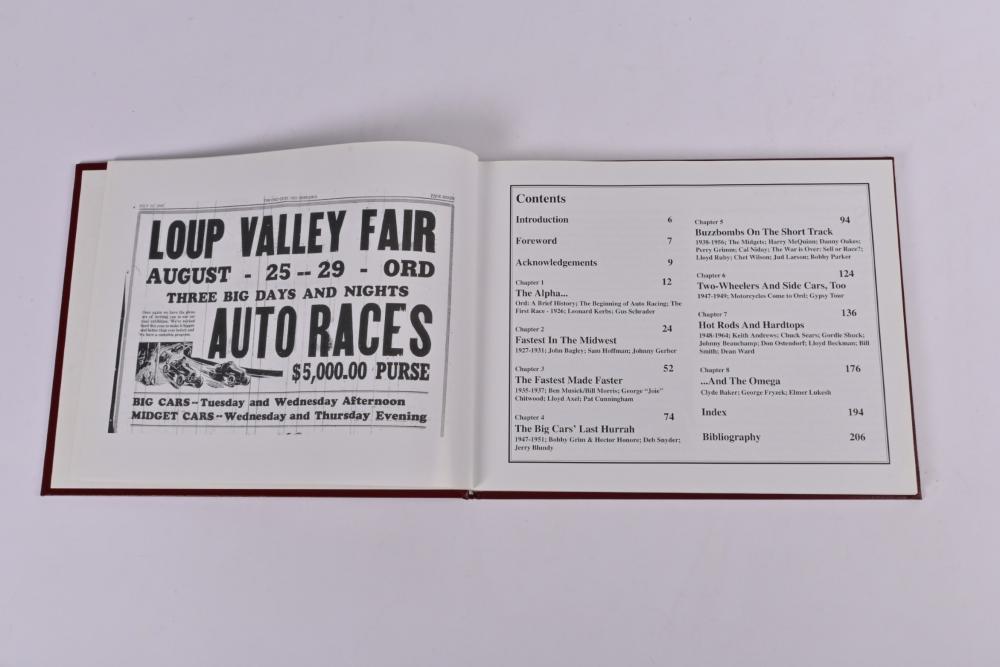 LOUP VALLEY FAIR
AUGUST - 25 -- 29 - ORD
THREE BIG DAYS AND NIGHTS
AUTO RACES
$5,000.00 PURSE
BIG CARS -- Tuesday and Wednesday Afternoon
MIDGET CARS -- Wednesday and Thursday Evening
Contents
Introduction 6
Foreword 7
Acknowledgements 9
Chapter 1 12
The Alpha...
Ord: A Brief History; The Beginning of Auto Racing; The
First Race - 1926; Leonard Kerbs; Gus Schrader
Chapter 2 24
Fastest In The Midwest
1927-1931; John Bagley; Sam Hoffman; Johnny Gerber
Chapter 3 52
The Fastest Made Faster
1935-1937; Ben Musick/Bill Morris; George "Joie"
Chitwood; Lloyd Axel; Pat Cunningham
Chapter 4 74
The Big Cars' Last Hurrah
1947-1951; Bobby Grim & Hector Honore; Deb Snyder;
Jerry Blundy
Chapter 5 94
Buzzbombs On The Short Track
1938-1956; The Midgets; Harry McQuinn; Danny Oakes;
Perry Grimm; Cal Niday; The War is Over: Sell or Race?;
Lloyd Ruby; Chet Wilson; Jud Larson; Bobby Parker
Chapter 6 124
Two-Wheelers And Side Cars, Too
1947-1949; Motorcycles Come to Ord; Gypsy Tour
Chapter 7 136
Hot Rods And Hardtops
1948-1964; Keith Andrews; Chuck Sears; Gordie Shuck;
Johnny Beauchamp; Don Ostendorf; Lloyd Beckman; Bill
Smith; Dean Ward
Chapter 8 176
...And The Omega
Clyde Baker; George Fryzek; Elmer Lukesh
Index 194
Bibliography 206